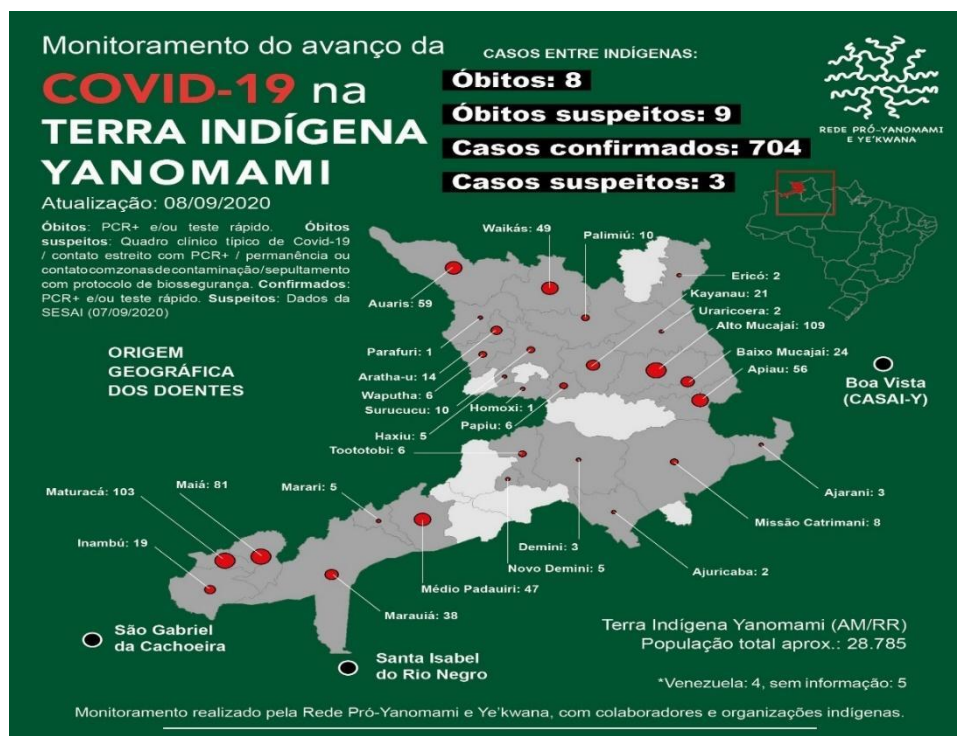 Monitoramento do avanço da
COVID-19 na
TERRA INDÍGENA
YANOMAMI
Atualização: 08/09/2020
Óbitos: PCR+ e/ou teste rápido. Óbitos
suspeitos: Quadro clínico típico de Covid-19
/ contato estreito com PCR+ / permanência ou
contato com zonas de contaminação/sepultamento
com protocolo de biossegurança. Confirmados:
PCR+ e/ou teste rápido. Suspeitos: Dados da
SESAI (07/09/2020)
CASOS ENTRE INDÍGENAS:
Óbitos: 8
Óbitos suspeitos: 9
Casos confirmados: 704
Casos suspeitos: 3
REDE PRÓ-YANOMAMI
E YE'KWANA
ORIGEM
GEOGRÁFICA
DOS DOENTES
Waikás: 49
Palimiú: 10
Ericó: 2
Auaris: 59
Kayanau: 21
Uraricoera: 2
Alto Mucajaí: 109
Parafuri: 1
Baixo Mucajaí: 24
Aratha-u: 14
Apiau: 56
Waputha: 6
Surucucu: 10
Homoxi: 1
Papiu: 6
Haxiu: 5
Tootobi: 6
Boa Vista
(CASAI-Y)
Maturacá: 103
Maiá: 81
Marari: 5
Ajarani: 3
Missão Catrimani: 8
Inambú: 19
Demini: 3
Novo Demini: 5
Ajuricaba: 2
Médio Padauiri: 47
Marauiá: 38
São Gabriel
da Cachoeira
Santa Isabel
do Rio Negro
Terra Indígena Yanomami (AM/RR)
População total aprox.: 28.785
*Venezuela: 4, sem informação: 5
Monitoramento realizado pela Rede Pró-Yanomami e Ye'kwana, com colaboradores e organizações indígenas.